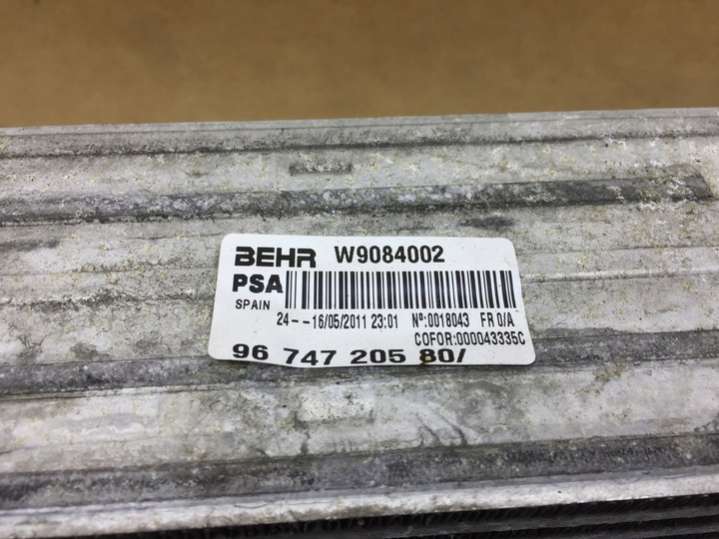 BEHR W9084002
PSA
SPAIN
24--16/05/2011 23:01 Nº:0018043 FR 0/A
COFOR:000043335C
96 747 205 80/